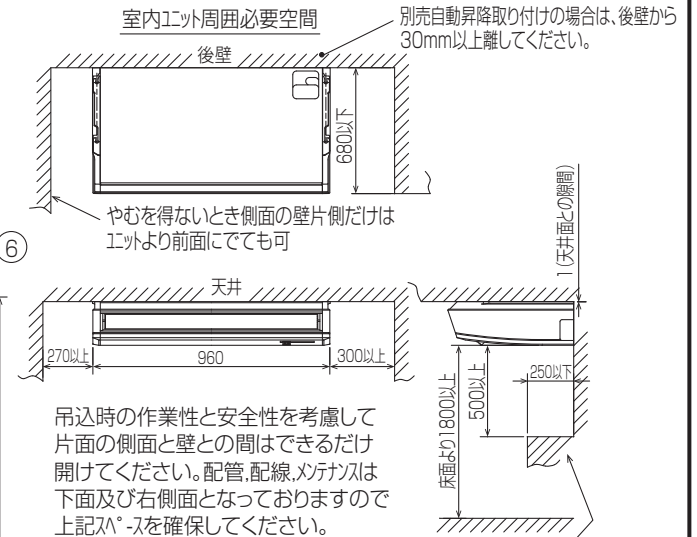 室内ユニット周囲必要空間
別売自動昇降取り付けの場合は、後壁から
30mm以上離してください。
後壁
680以下
やむを得ないとき側面の壁片側だけは
ユニットより前面にでても可
6
1(天井面との隙間)
天井
270以上
960
300以上
250以下
500以上
床面より1800以上
吊込時の作業性と安全性を考慮して
片面の側面と壁との間はできるだけ
開けてください。配管,配線,メンテナンスは
下面及び右側面となっておりますので
上記スペースを確保してください。